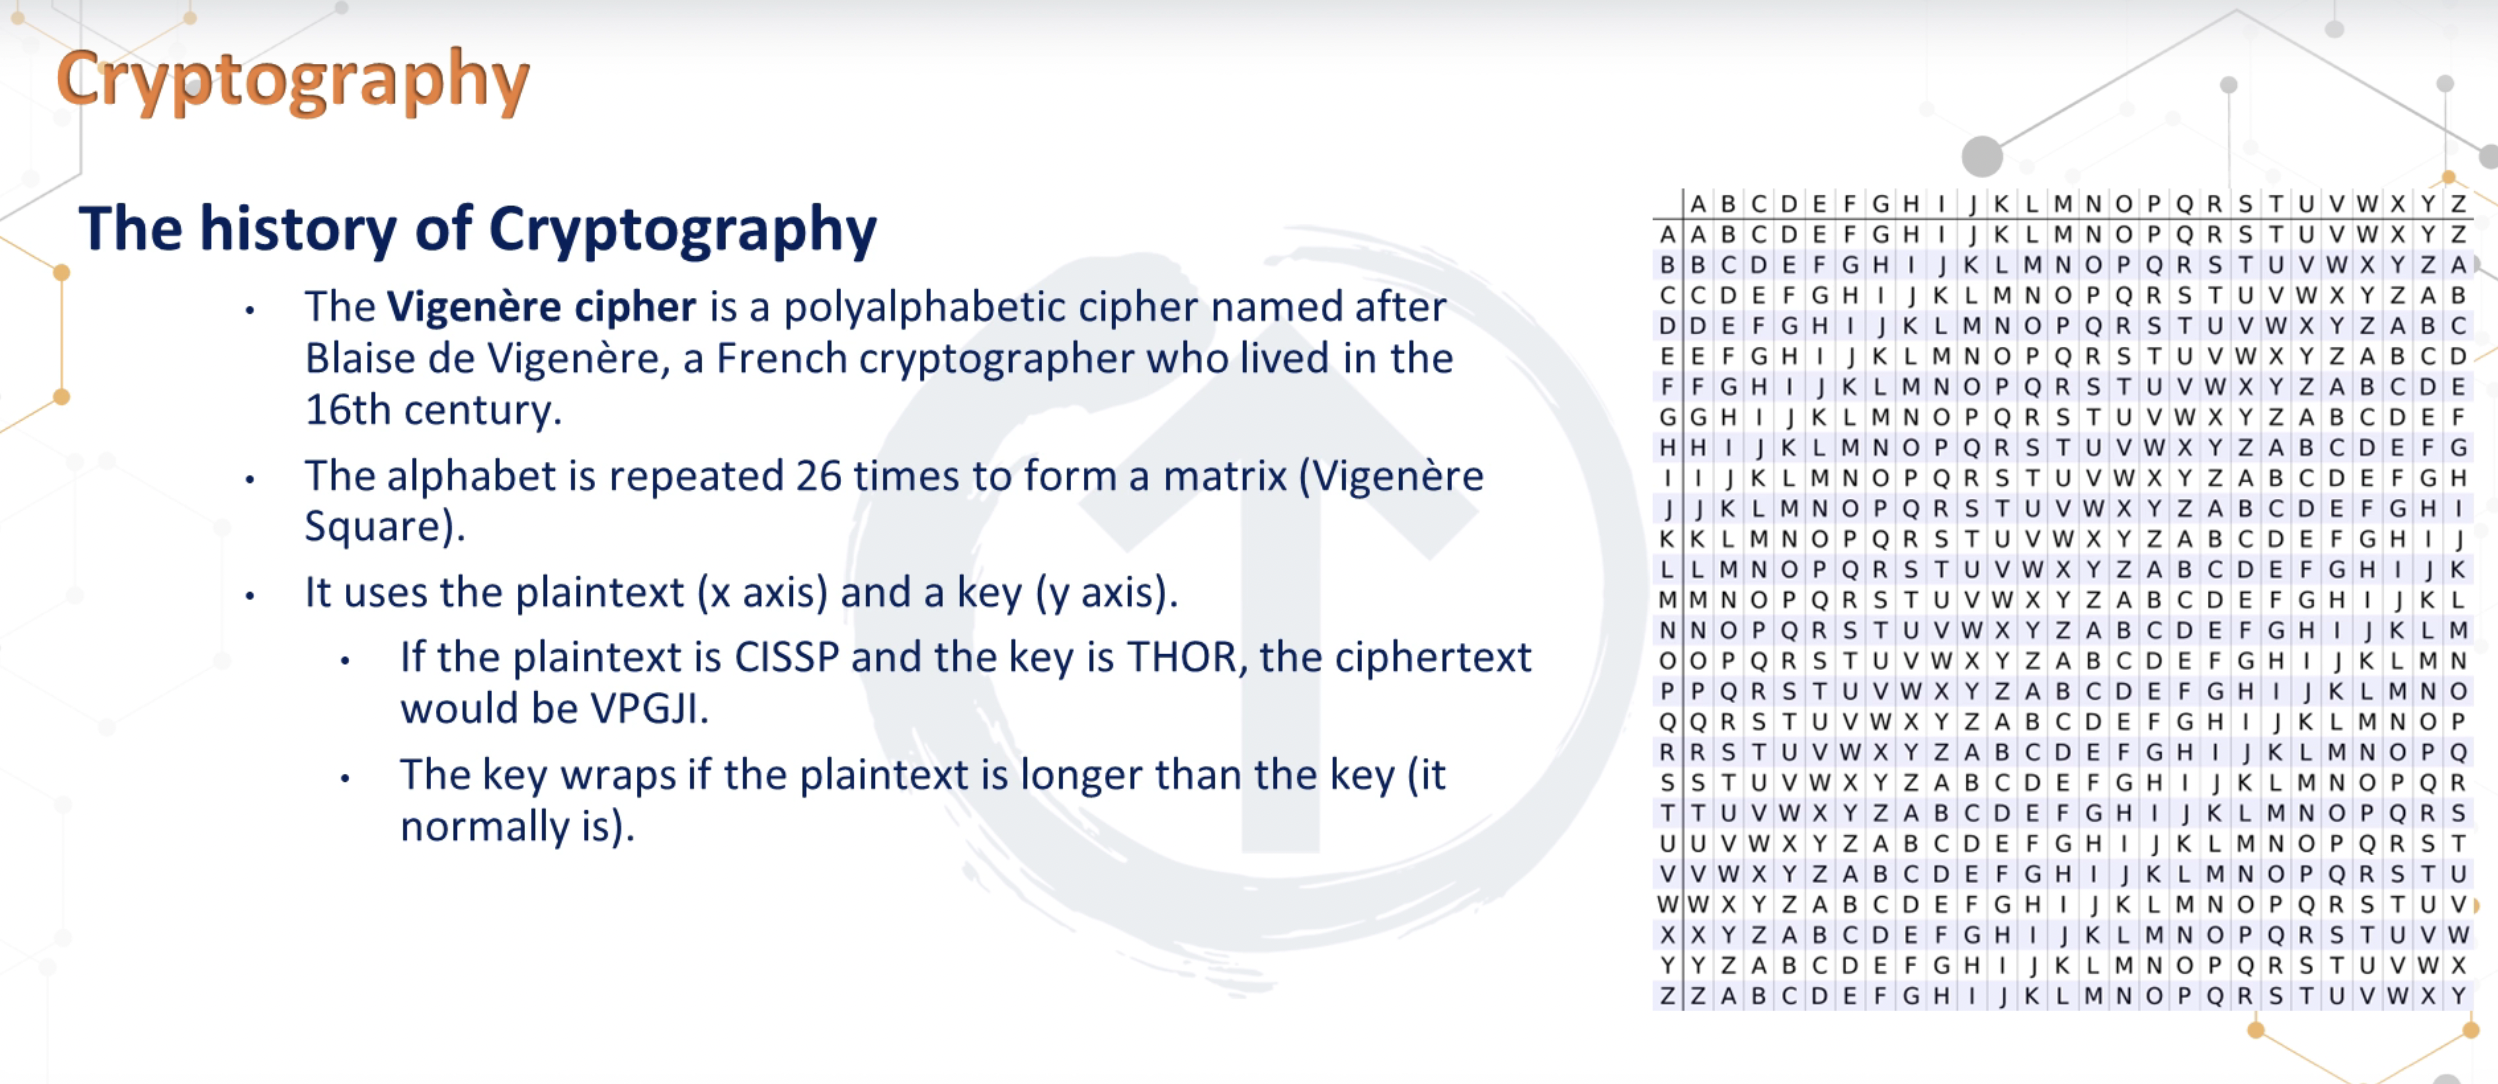 Cryptography
The history of Cryptography
• The Vigenère cipher is a polyalphabetic cipher named after
Blaise de Vigenère, a French cryptographer who lived in the
16th century.
• The alphabet is repeated 26 times to form a matrix (Vigenère
Square).
• It uses the plaintext (x axis) and a key (y axis).
• If the plaintext is CISSP and the key is THOR, the ciphertext
would be VPGJI.
• The key wraps if the plaintext is longer than the key (it
normally is).
A B C D E F G H I J K L M N O P Q R S T U V W X Y Z
A A B C D E F G H I J K L M N O P Q R S T U V W X Y Z
B B C D E F G H I J K L M N O P Q R S T U V W X Y Z A
C C D E F G H I J K L M N O P Q R S T U V W X Y Z A B
D D E F G H I J K L M N O P Q R S T U V W X Y Z A B C
E E F G H I J K L M N O P Q R S T U V W X Y Z A B C D
F F G H I J K L M N O P Q R S T U V W X Y Z A B C D E
G G H I J K L M N O P Q R S T U V W X Y Z A B C D E F
H H I J K L M N O P Q R S T U V W X Y Z A B C D E F G
I I J K L M N O P Q R S T U V W X Y Z A B C D E F G H
J J K L M N O P Q R S T U V W X Y Z A B C D E F G H I
K K L M N O P Q R S T U V W X Y Z A B C D E F G H I J
L L M N O P Q R S T U V W X Y Z A B C D E F G H I J K
M M N O P Q R S T U V W X Y Z A B C D E F G H I J K L
N N O P Q R S T U V W X Y Z A B C D E F G H I J K L M
O O P Q R S T U V W X Y Z A B C D E F G H I J K L M N
P P Q R S T U V W X Y Z A B C D E F G H I J K L M N O
Q Q R S T U V W X Y Z A B C D E F G H I J K L M N O P
R R S T U V W X Y Z A B C D E F G H I J K L M N O P Q
S S T U V W X Y Z A B C D E F G H I J K L M N O P Q R
T T U V W X Y Z A B C D E F G H I J K L M N O P Q R S
U U V W X Y Z A B C D E F G H I J K L M N O P Q R S T
V V W X Y Z A B C D E F G H I J K L M N O P Q R S T U
W W X Y Z A B C D E F G H I J K L M N O P Q R S T U V
X X Y Z A B C D E F G H I J K L M N O P Q R S T U V W
Y Y Z A B C D E F G H I J K L M N O P Q R S T U V W X
Z Z A B C D E F G H I J K L M N O P Q R S T U V W X Y